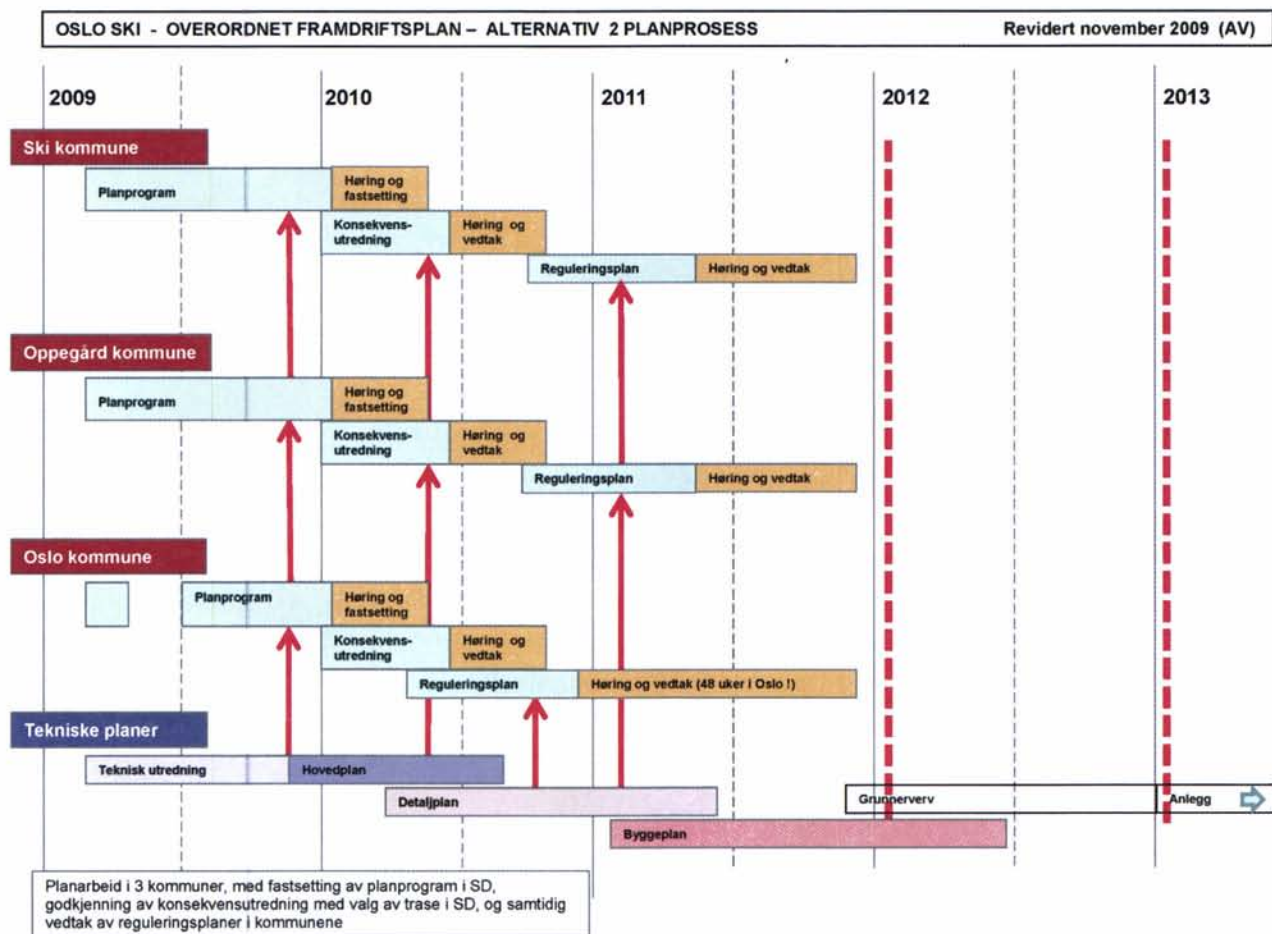 OSLO SKI - OVERORDNET FRAMDRIFTSPLAN – ALTERNATIV 2 PLANPROSESS Revidert november 2009 (AV)
2009 2010 2011 2012 2013
Ski kommune
Planprogram
Høring og
fastsetting
Konsekvens-
utredning
Høring og
vedtak
Reguleringsplan
Høring og vedtak
Oppegård kommune
Planprogram
Høring og
fastsetting
Konsekvens-
utredning
Høring og
vedtak
Reguleringsplan
Høring og vedtak
Oslo kommune
Planprogram
Høring og
fastsetting
Konsekvens-
utredning
Høring og
vedtak
Reguleringsplan
Høring og vedtak (48 uker i Oslo !)
Tekniske planer
Teknisk utredning
Hovedplan
Detaljplan
Grunnerverv
Anlegg
Byggeplan
Planarbeid i 3 kommuner, med fastsetting av planprogram i SD,
godkjenning av konsekvensutredning med valg av trase i SD, og samtidig
vedtak av reguleringsplaner i kommunene